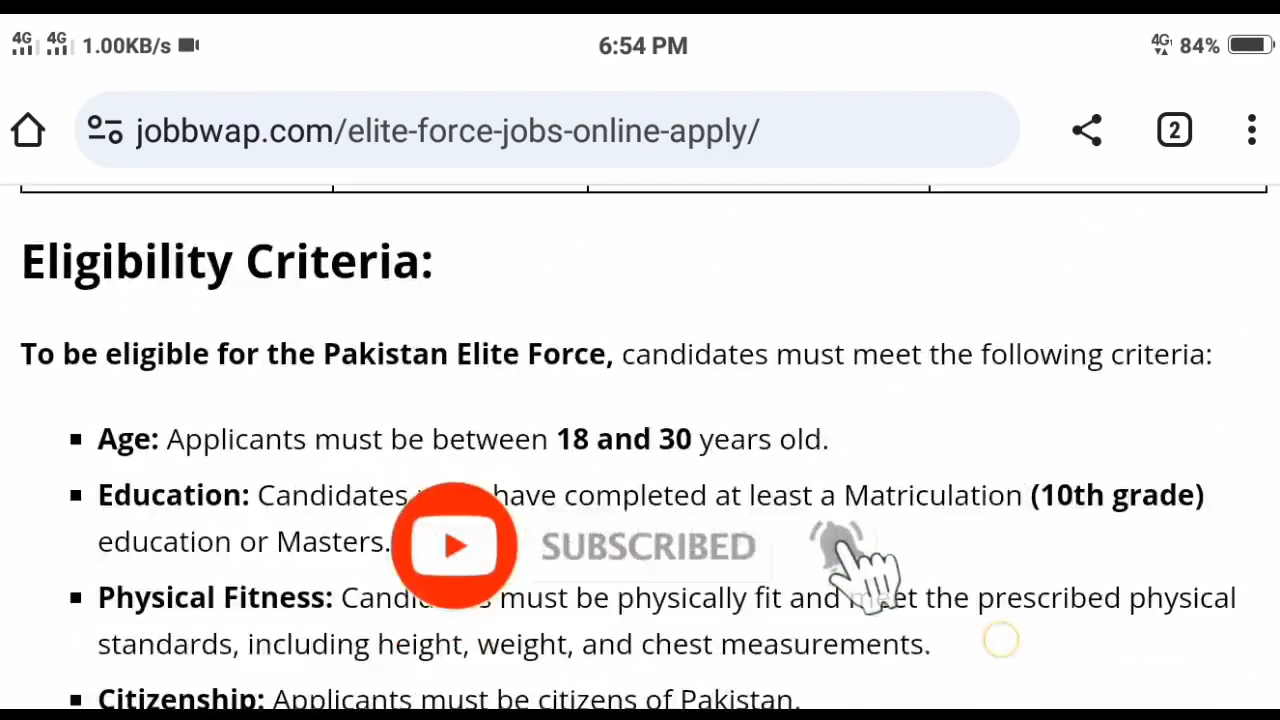 4G 4G 1.00KB/s 6:54 PM 4G 84%
jobbwap.com/elite-force-jobs-online-apply/ 2
Eligibility Criteria:
To be eligible for the Pakistan Elite Force, candidates must meet the following criteria:
Age: Applicants must be between 18 and 30 years old.
Education: Candidates have completed at least a Matriculation (10th grade)
education or Masters.
SUBSCRIBED
Physical Fitness: must be physically fit and the prescribed physical
standards, including height, weight, and chest measurements.
Citizenship: Applicants must be citizens of Pakistan.